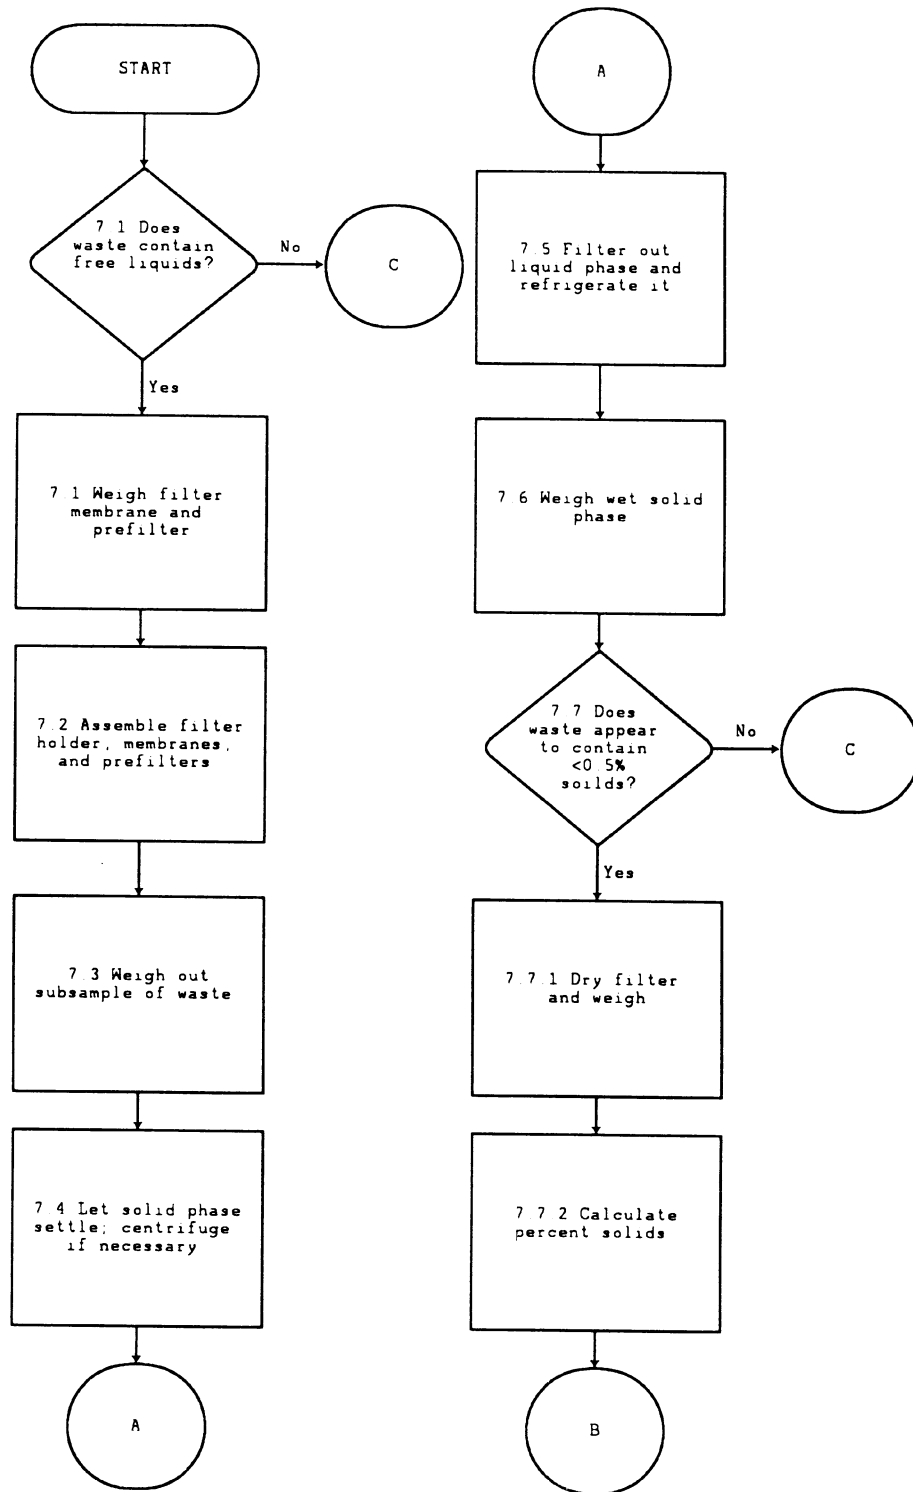 START
7.1 Does
waste contain
free liquids?
No
C
Yes
7.1 Weigh filter
membrane and
prefilter
7.2 Assemble filter
holder, membranes,
and prefilters
7.3 Weigh out
subsample of waste
7.4 Let solid phase
settle; centrifuge
if necessary
A
A
7.5 Filter out
liquid phase and
refrigerate it
7.6 Weigh wet solid
phase
7.7 Does
waste appear
to contain
<0.5%
soilds?
No
C
Yes
7.7.1 Dry filter
and weigh
7.7.2 Calculate
percent solids
B